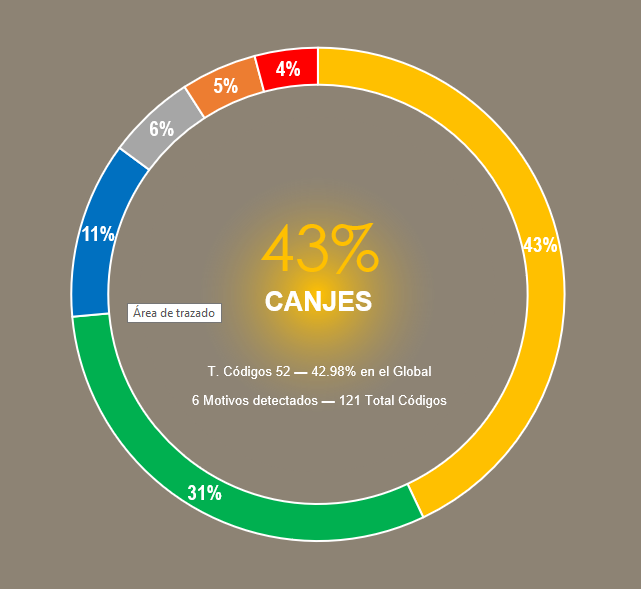 4%
5%
6%
11%
43%
43%
CANJES
Área de trazado
T. Códigos 52 — 42.98% en el Global
6 Motivos detectados — 121 Total Códigos
31%